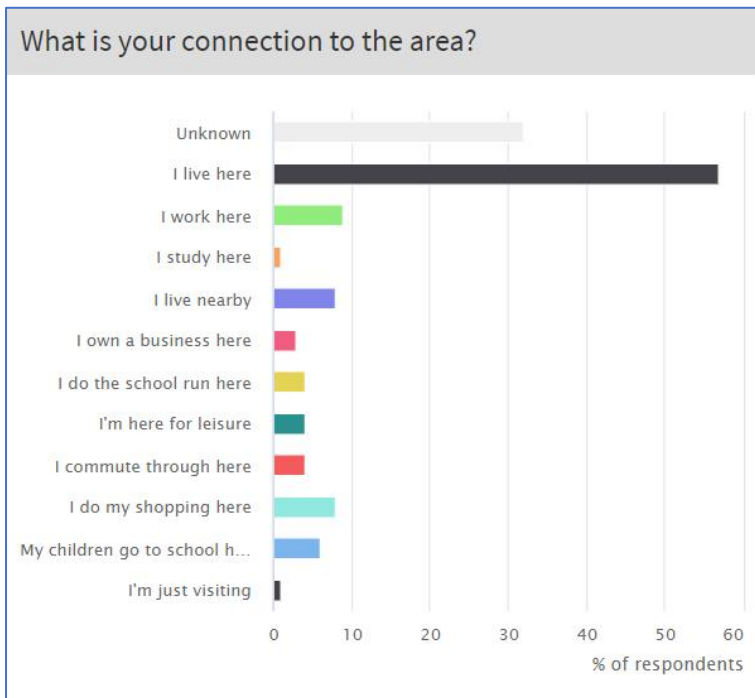 What is your connection to the area?
Unknown
I live here
I work here
I study here
I live nearby
I own a business here
I do the school run here
I'm here for leisure
I commute through here
I do my shopping here
My children go to school h...
I'm just visiting
0 10 20 30 40 50 60
% of respondents